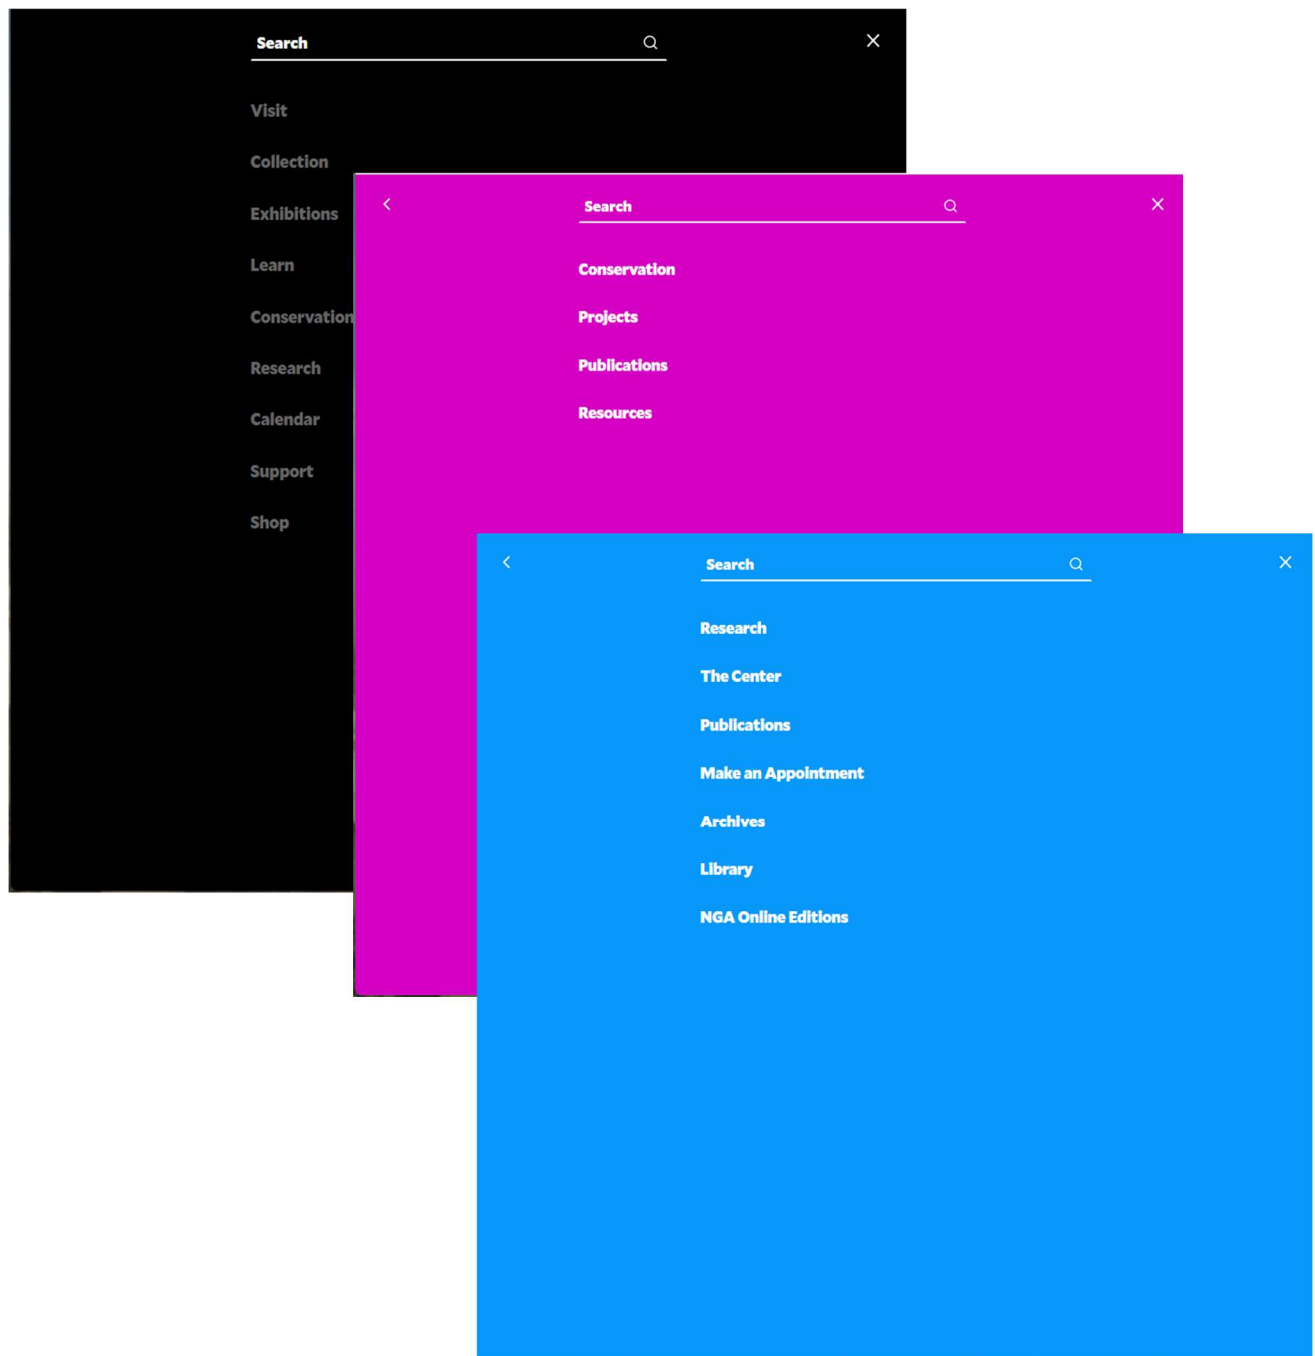 Search
Visit
Collection
Exhibitions
Learn
Conservation
Research
Calendar
Support
Shop
Search
Conservation
Projects
Publications
Resources
Search
Research
The Center
Publications
Make an Appointment
Archives
Library
NGA Online Editions